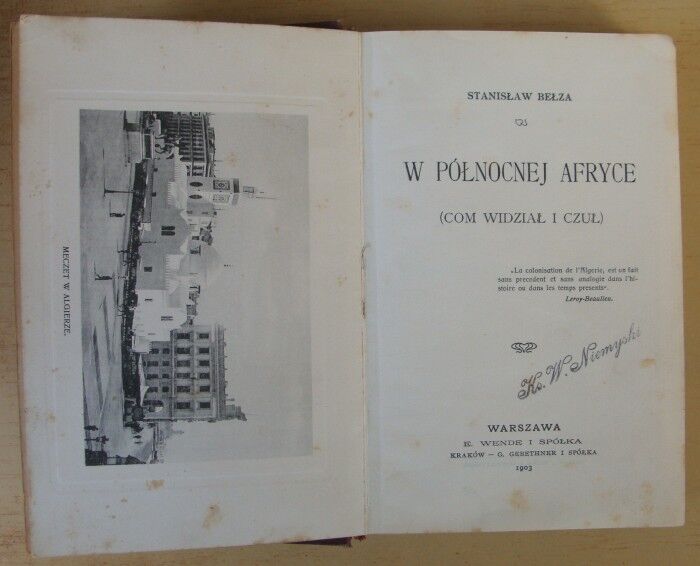 MECZET W ALGIERZE.
STANISŁAW BEŁZA
W PÓŁNOCNEJ AFRYCE
(COM WIDZIAŁ I CZUŁ)
«La colonisation de l'Algerie, est un fait
sans precedent et sans analogie dans l'hi-
stoire ou dans les temps presents».
Leroy-Beaulieu.
Ks. W. Niemyski
WARSZAWA
E. WENDE I SPÓŁKA
KRAKÓW – G. GEBETHNER I SPÓŁKA
1903